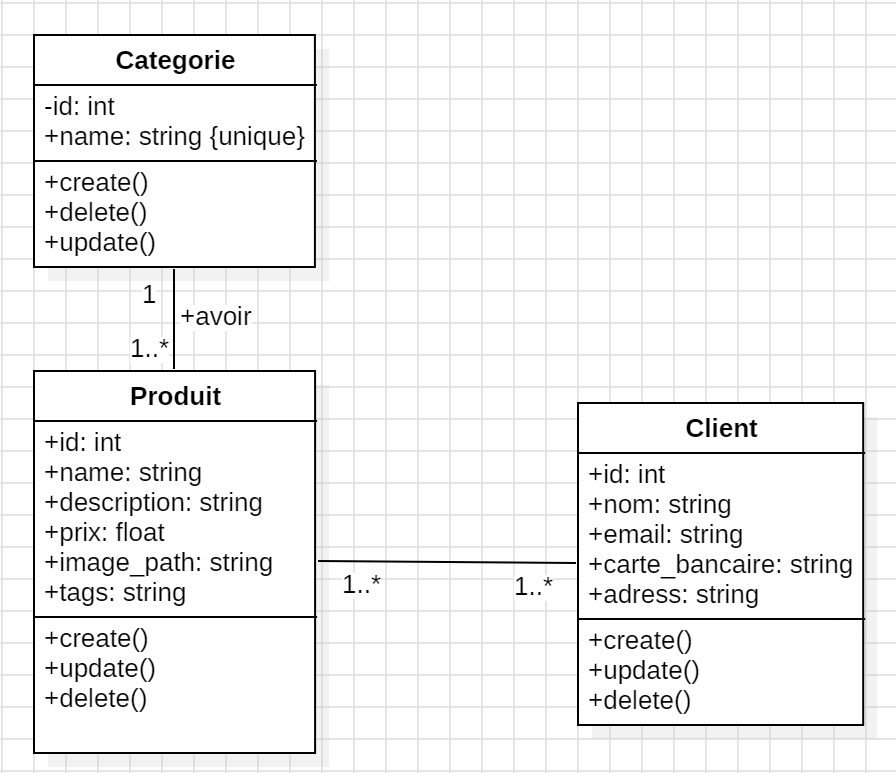 Categorie
-id: int
+name: string {unique}
+create()
+delete()
+update()
1
+avoir
1..*
Produit
+id: int
+name: string
+description: string
+prix: float
+image_path: string
+tags: string
+create()
+update()
+delete()
1..*
1..*
Client
+id: int
+nom: string
+email: string
+carte_bancaire: string
+adress: string
+create()
+update()
+delete()